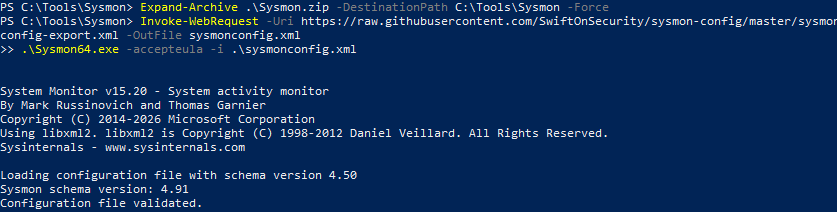 PS C:\Tools\Sysmon> Expand-Archive .\Sysmon.zip -DestinationPath C:\Tools\Sysmon -Force
PS C:\Tools\Sysmon> Invoke-WebRequest -Uri https://raw.githubusercontent.com/SwiftOnSecurity/sysmon-config/master/sysmon
config-export.xml -OutFile sysmonconfig.xml
>> .\Sysmon64.exe -accepteula -i .\sysmonconfig.xml
System Monitor v15.20 - System activity monitor
By Mark Russinovich and Thomas Garnier
Copyright (C) 2014-2026 Microsoft Corporation
Using libxml2. libxml2 is Copyright (C) 1998-2012 Daniel Veillard. All Rights Reserved.
Sysinternals - www.sysinternals.com
Loading configuration file with schema version 4.50
Sysmon schema version: 4.91
Configuration file validated.